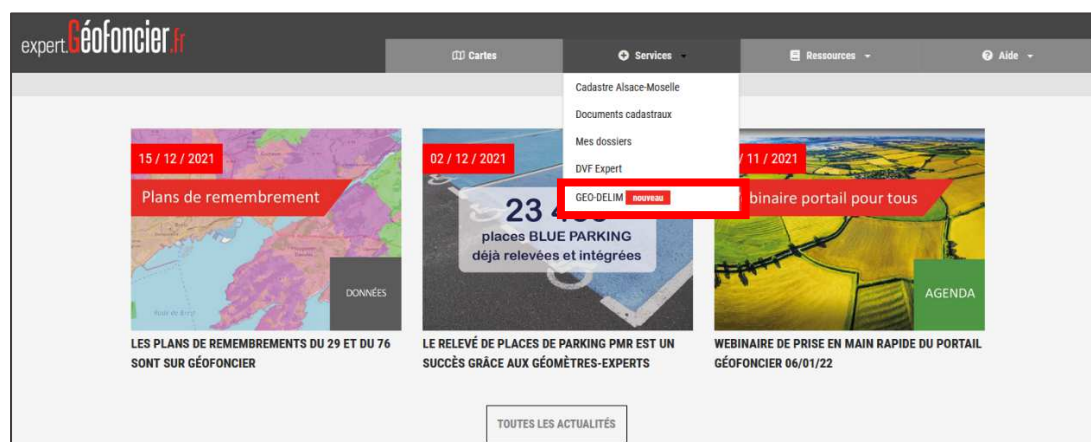 expert.Géofoncier.fr
Cartes
Services
Ressources
Aide
Cadastre Alsace-Moselle
Documents cadastraux
Mes dossiers
DVF Expert
GEO-DELIM nouveau
15 / 12 / 2021
Plans de remembrement
DONNÉES
LES PLANS DE REMEMBREMENTS DU 29 ET DU 76
SONT SUR GÉOFONCIER
02 / 12 / 2021
23
places BLUE PARKING
déjà relevées et intégrées
LE RELEVÉ DE PLACES DE PARKING PMR EST UN
SUCCÈS GRÂCE AUX GÉOMÈTRES-EXPERTS
/ 11 / 2021
binaire portail pour tous
AGENDA
WEBINAIRE DE PRISE EN MAIN RAPIDE DU PORTAIL
GÉOFONCIER 06/01/22
TOUTES LES ACTUALITÉS